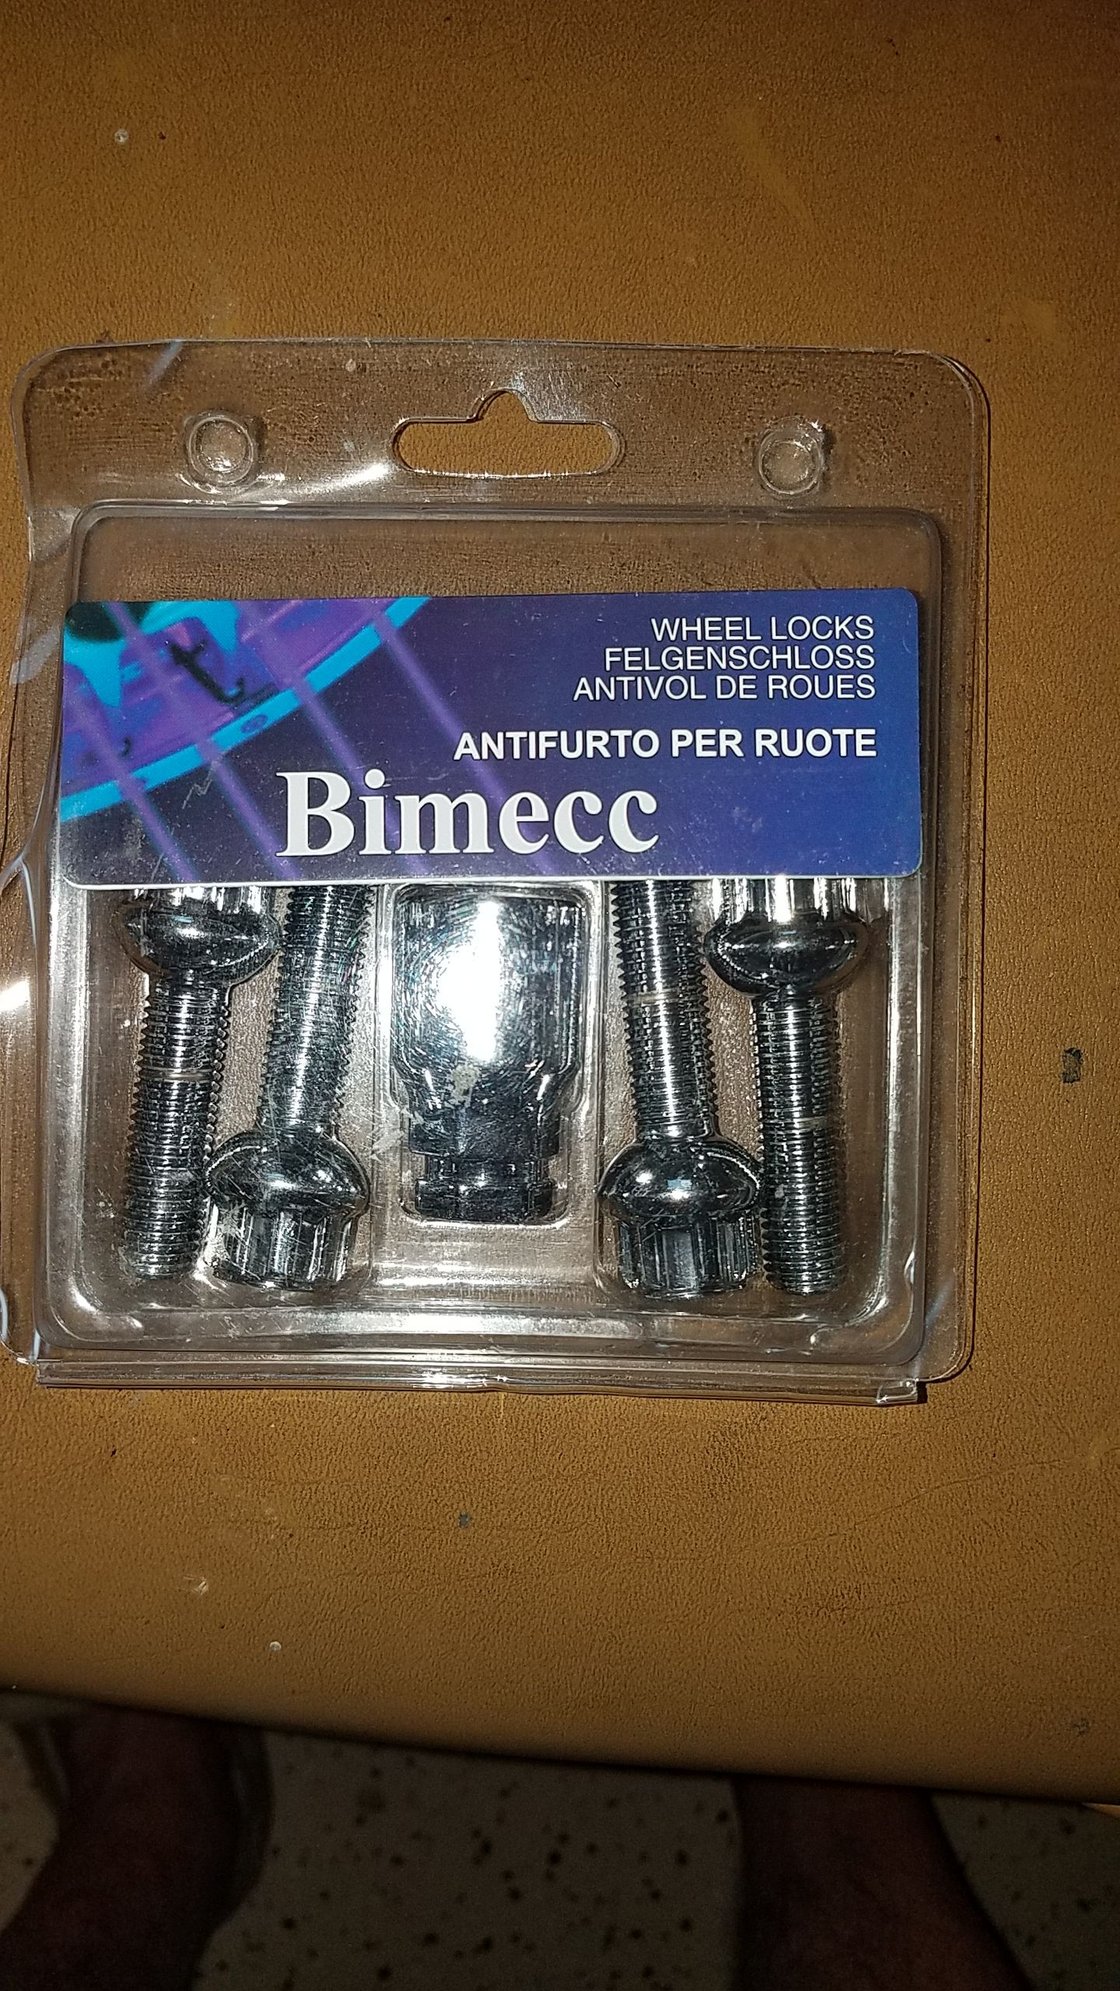 WHEEL LOCKS
FELGENSCHLOSS
ANTIVOL DE ROUES
ANTIFURTO PER RUOTE
Bimecc